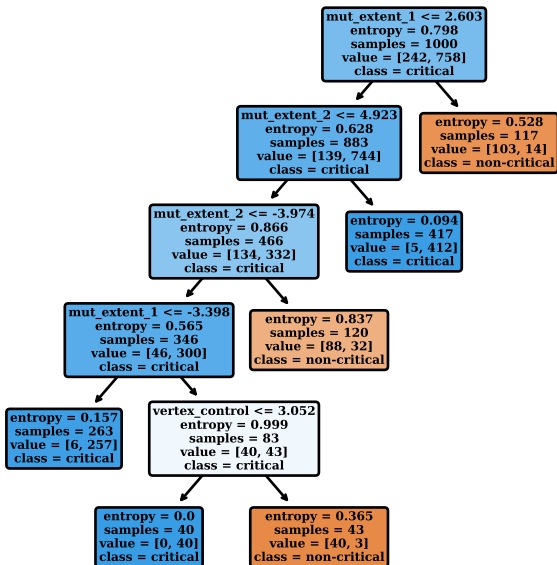 mut_extent_1 <= 2.603
entropy = 0.798
samples = 1000
value = [242, 758]
class = critical
mut_extent_2 <= 4.923
entropy = 0.628
samples = 883
value = [139, 744]
class = critical
entropy = 0.528
samples = 117
value = [103, 14]
class = non-critical
mut_extent_2 <= -3.974
entropy = 0.866
samples = 466
value = [134, 332]
class = critical
entropy = 0.094
samples = 417
value = [5, 412]
class = critical
mut_extent_1 <= -3.398
entropy = 0.565
samples = 346
value = [46, 300]
class = critical
entropy = 0.837
samples = 120
value = [88, 32]
class = non-critical
entropy = 0.157
samples = 263
value = [6, 257]
class = critical
vertex_control <= 3.052
entropy = 0.999
samples = 83
value = [40, 43]
class = critical
entropy = 0.0
samples = 40
value = [0, 40]
class = critical
entropy = 0.365
samples = 43
value = [40, 3]
class = non-critical